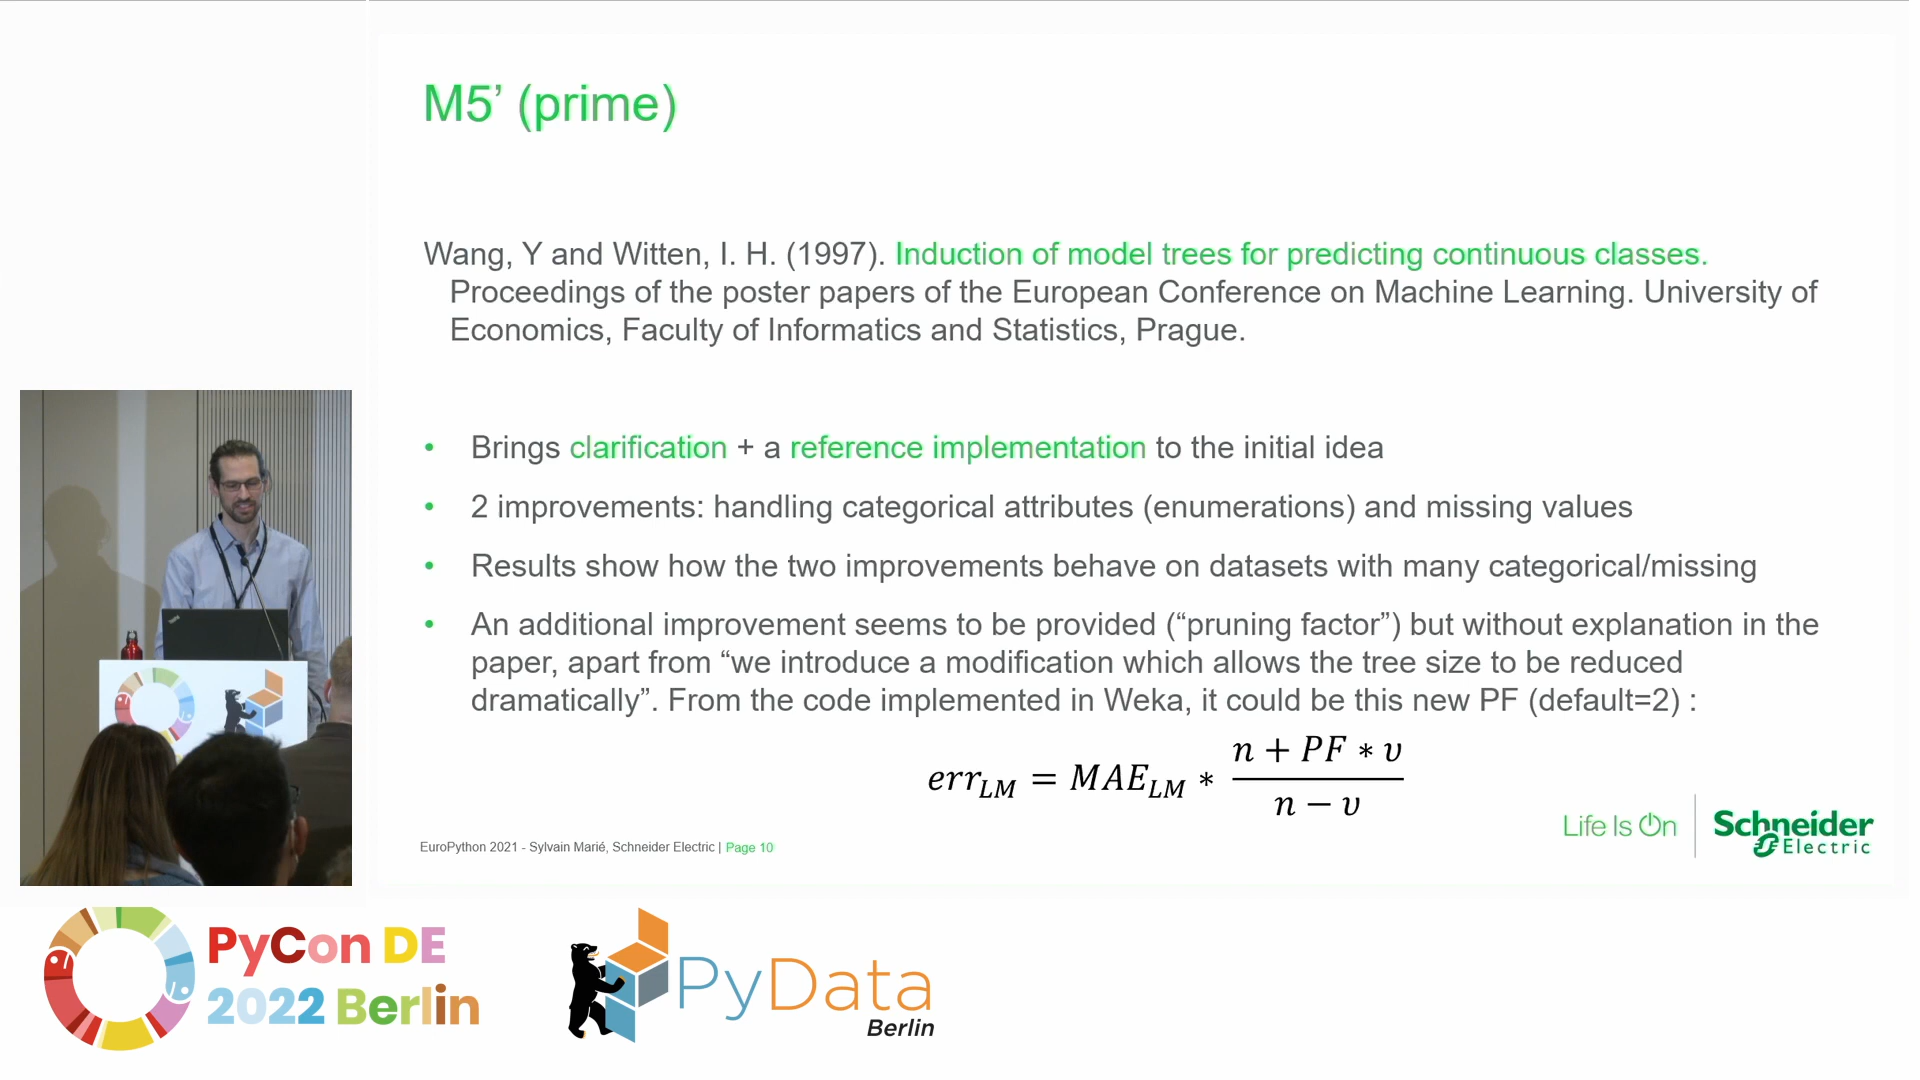 M5’ (prime)
Wang, Y and Witten, I. H. (1997). Induction of model trees for predicting continuous classes.
Proceedings of the poster papers of the European Conference on Machine Learning. University of
Economics, Faculty of Informatics and Statistics, Prague.
• Brings clarification + a reference implementation to the initial idea
• 2 improvements: handling categorical attributes (enumerations) and missing values
• Results show how the two improvements behave on datasets with many categorical/missing
• An additional improvement seems to be provided (“pruning factor”) but without explanation in the
paper, apart from “we introduce a modification which allows the tree size to be reduced
dramatically”. From the code implemented in Weka, it could be this new PF (default=2) :
err_LM = MAE_LM * (n + PF * υ) / (n − υ)
Life Is On
Schneider
Electric
EuroPython 2021 - Sylvain Marié, Schneider Electric | Page 10
PyCon DE
2022 Berlin
PyData
Berlin